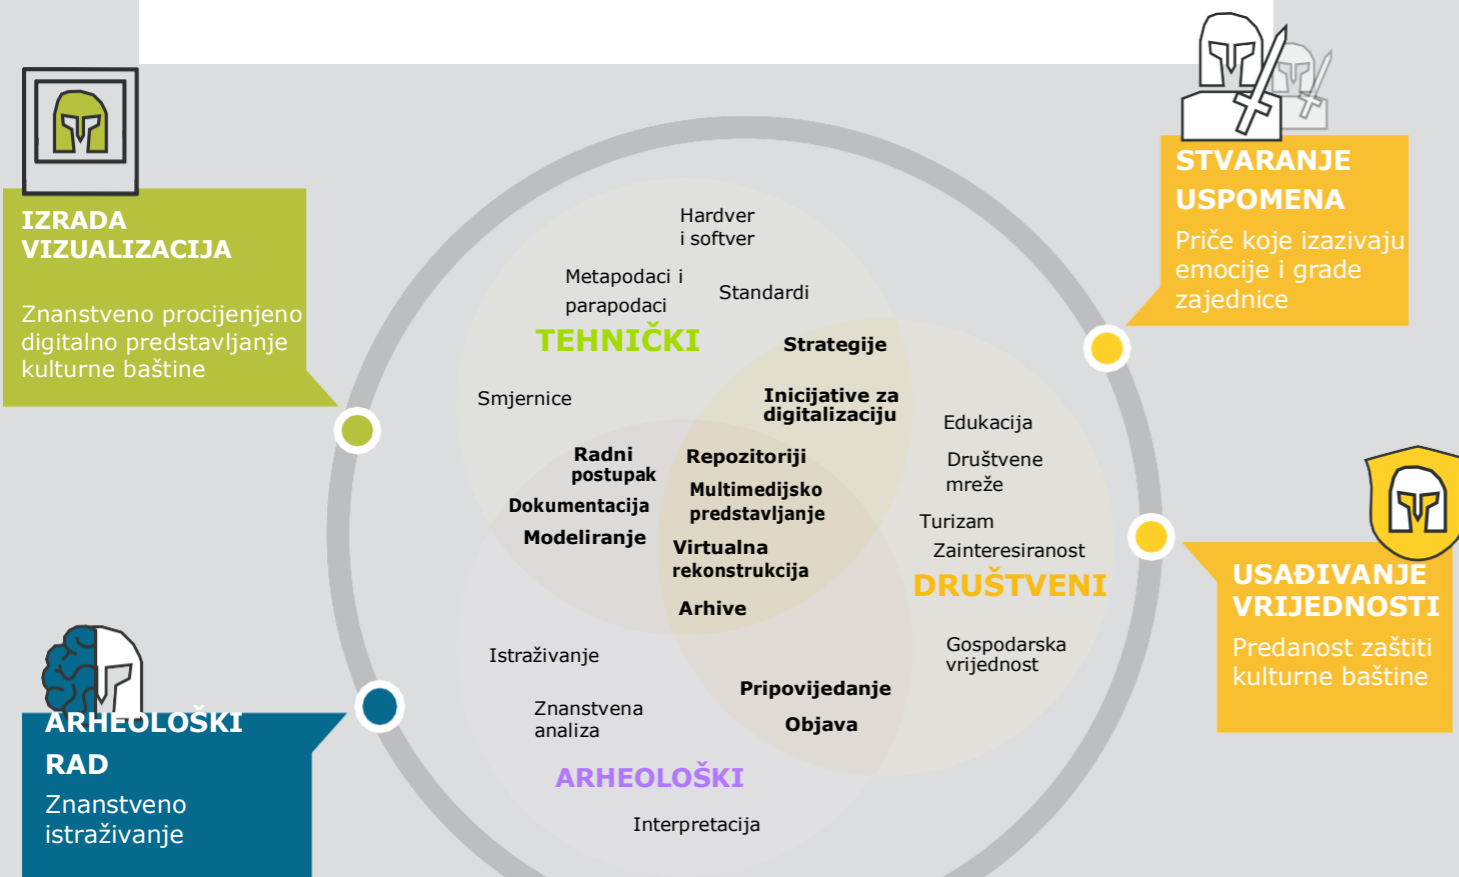 IZRADA
VIZUALIZACIJA
Znanstveno procijenjeno
digitalno predstavljanje
kulturne baštine
STVARANJE
USPOMENA
Priče koje izazivaju
emocije i grade
zajednice
Hardver
i softver
Metapodaci i
parapodaci
Standardi
TEHNIČKI
Strategije
Smjernice
Inicijative za
digitalizaciju
Edukacija
Društvene
mreže
Radni
postupak
Repozitoriji
Dokumentacija
Multimedijsko
predstavljanje
Modeliranje
Virtualna
rekonstrukcija
Arhive
Turizam
Zainteresiranost
DRUŠTVENI
Gospodarska
vrijednost
USAĐIVANJE
VRIJEDNOSTI
Predanost zaštiti
kulturne baštine
Istraživanje
Znanstvena
analiza
Pripovijedanje
Objava
ARHEOLOŠKI
Interpretacija
ARHEOLOŠKI
RAD
Znanstveno
istraživanje